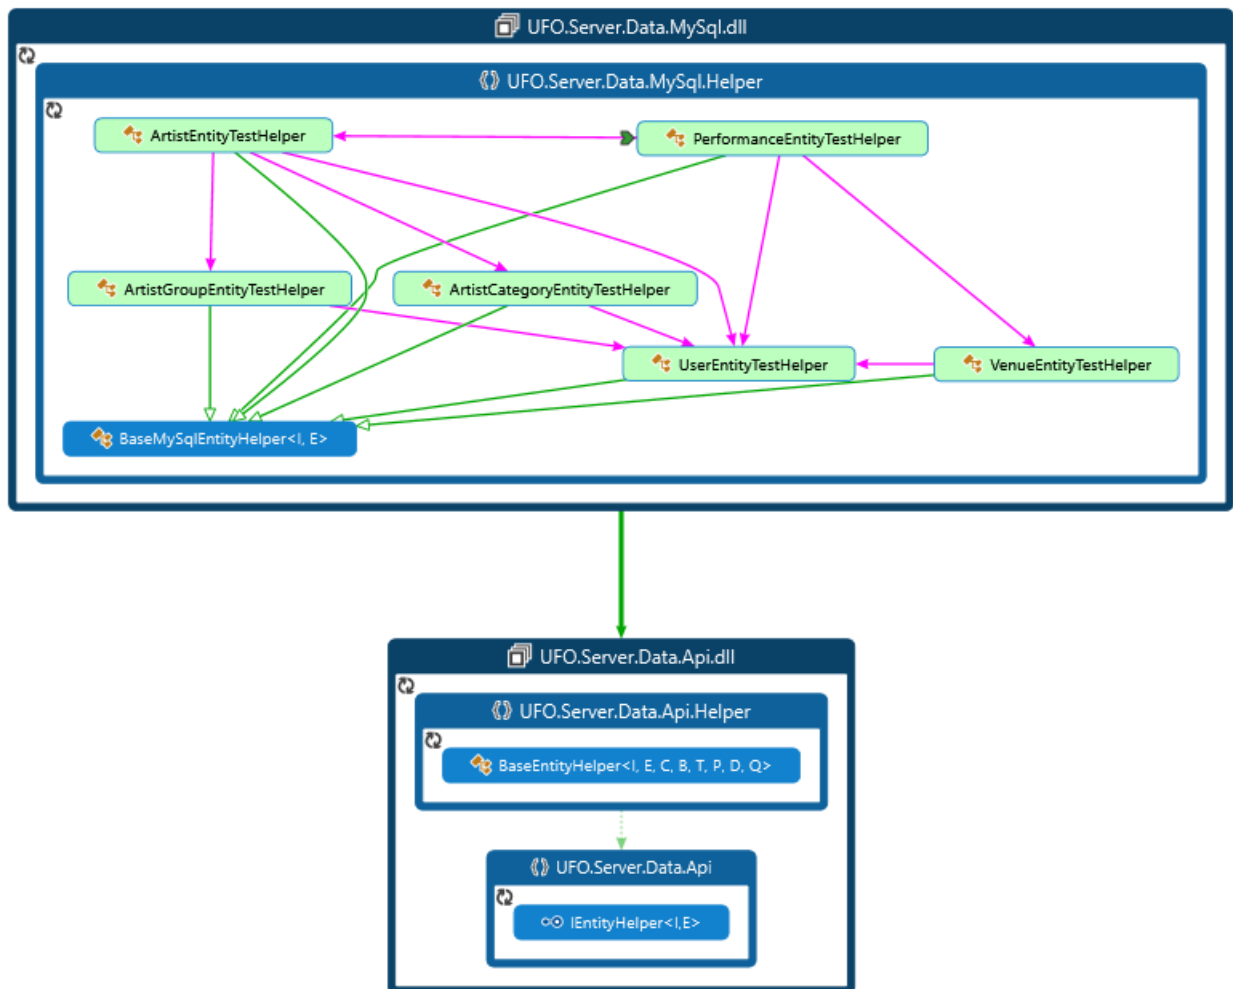 UFO.Server.Data.MySql.dll
UFO.Server.Data.MySql.Helper
ArtistEntityTestHelper
PerformanceEntityTestHelper
ArtistGroupEntityTestHelper
ArtistCategoryEntityTestHelper
UserEntityTestHelper
VenueEntityTestHelper
BaseMySqlEntityHelper<I, E>
UFO.Server.Data.Api.dll
UFO.Server.Data.Api.Helper
BaseEntityHelper<I, E, C, B, T, P, D, Q>
UFO.Server.Data.Api
IEntityHelper<I,E>